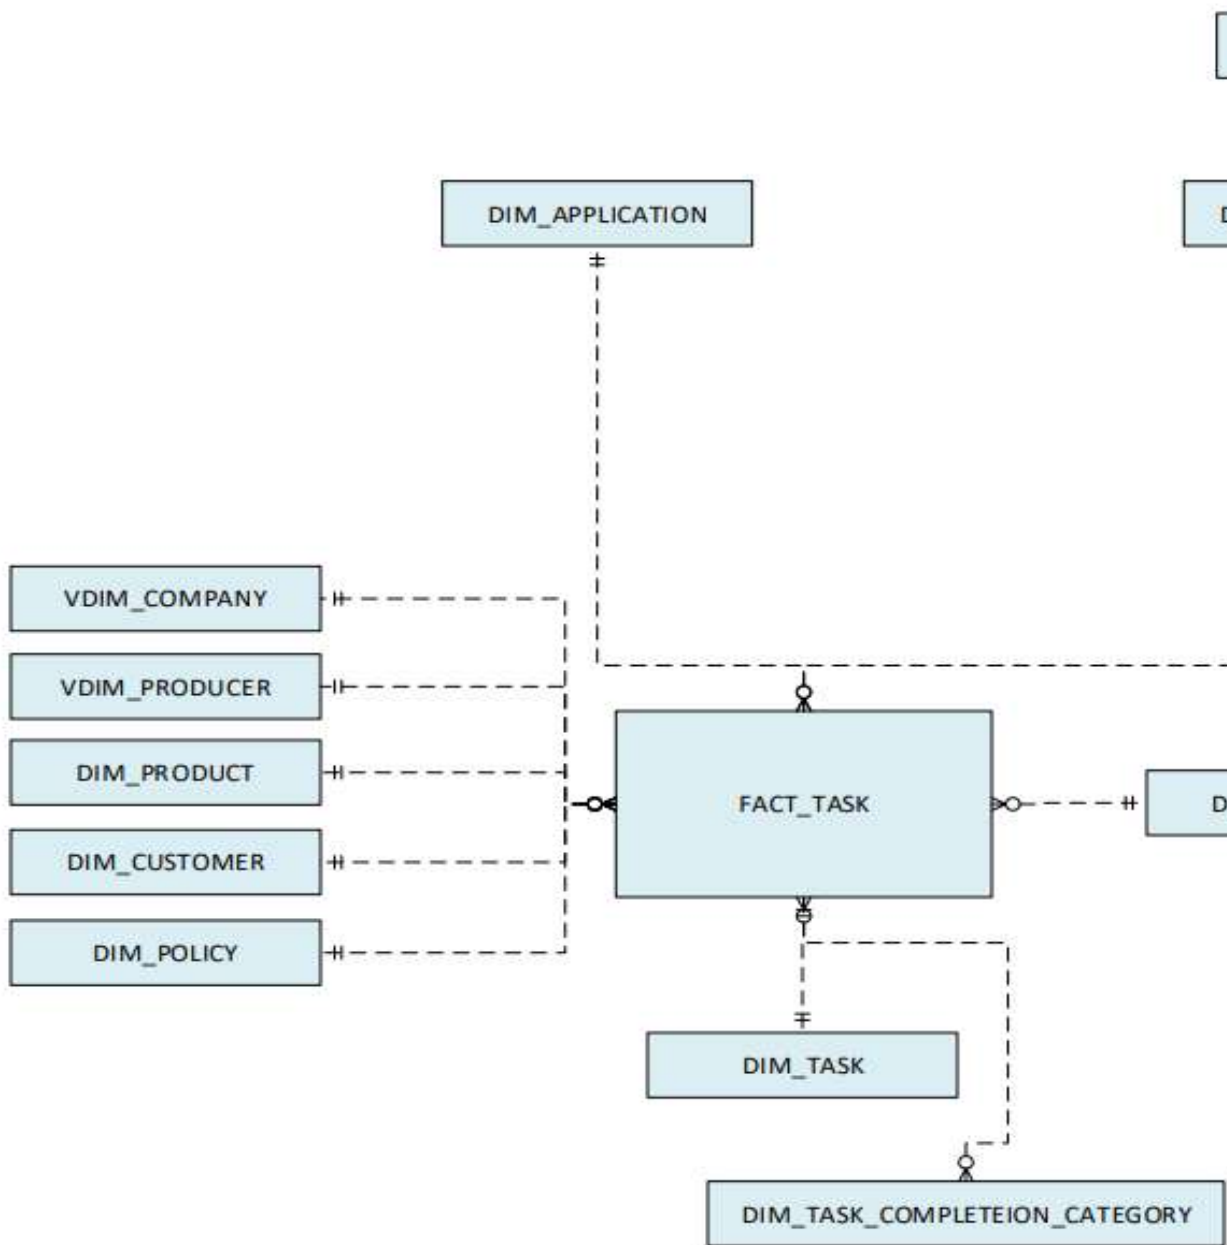 DIM_APPLICATION
D
VDIM_COMPANY
VDIM_PRODUCER
DIM_PRODUCT
D
FACT_TASK
DIM_CUSTOMER
DIM_POLICY
DIM_TASK
DIM_TASK_COMPLETEION_CATEGORY